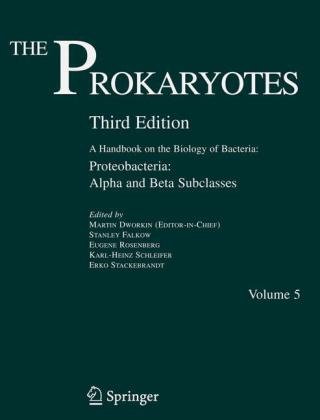 THE PROKARYOTES
Third Edition
A Handbook on the Biology of Bacteria:
Proteobacteria:
Alpha and Beta Subclasses
Edited by
MARTIN DWORKIN (EDITOR-IN-CHIEF)
STANLEY FALKOW
EUGENE ROSENBERG
KARL-HEINZ SCHLEIFER
ERKO STACKEBRANDT
Volume 5
Springer